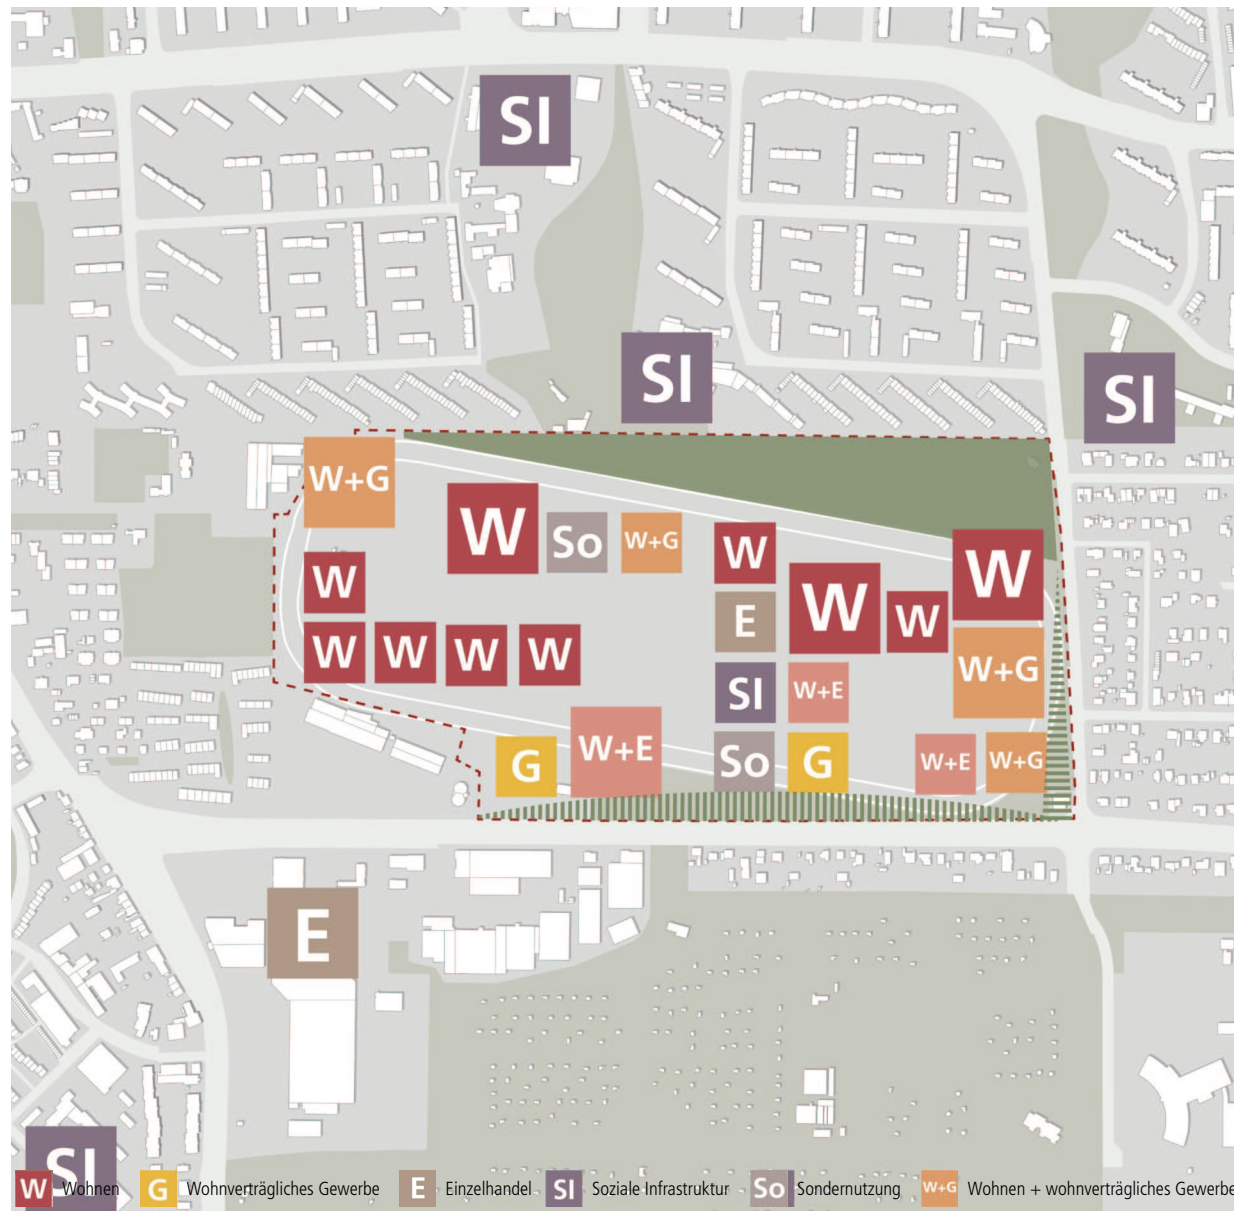 SI
SI
SI
W+G
W
So
W+G
W
W
W
W
E
W
W+G
W
W
W
W
SI
W+E
G
W+E
So
G
W+E
W+G
E
SI
W Wohnen G Wohnverträgliches Gewerbe E Einzelhandel SI Soziale Infrastruktur So Sondernutzung W+G Wohnen + wohnverträgliches Gewerbe